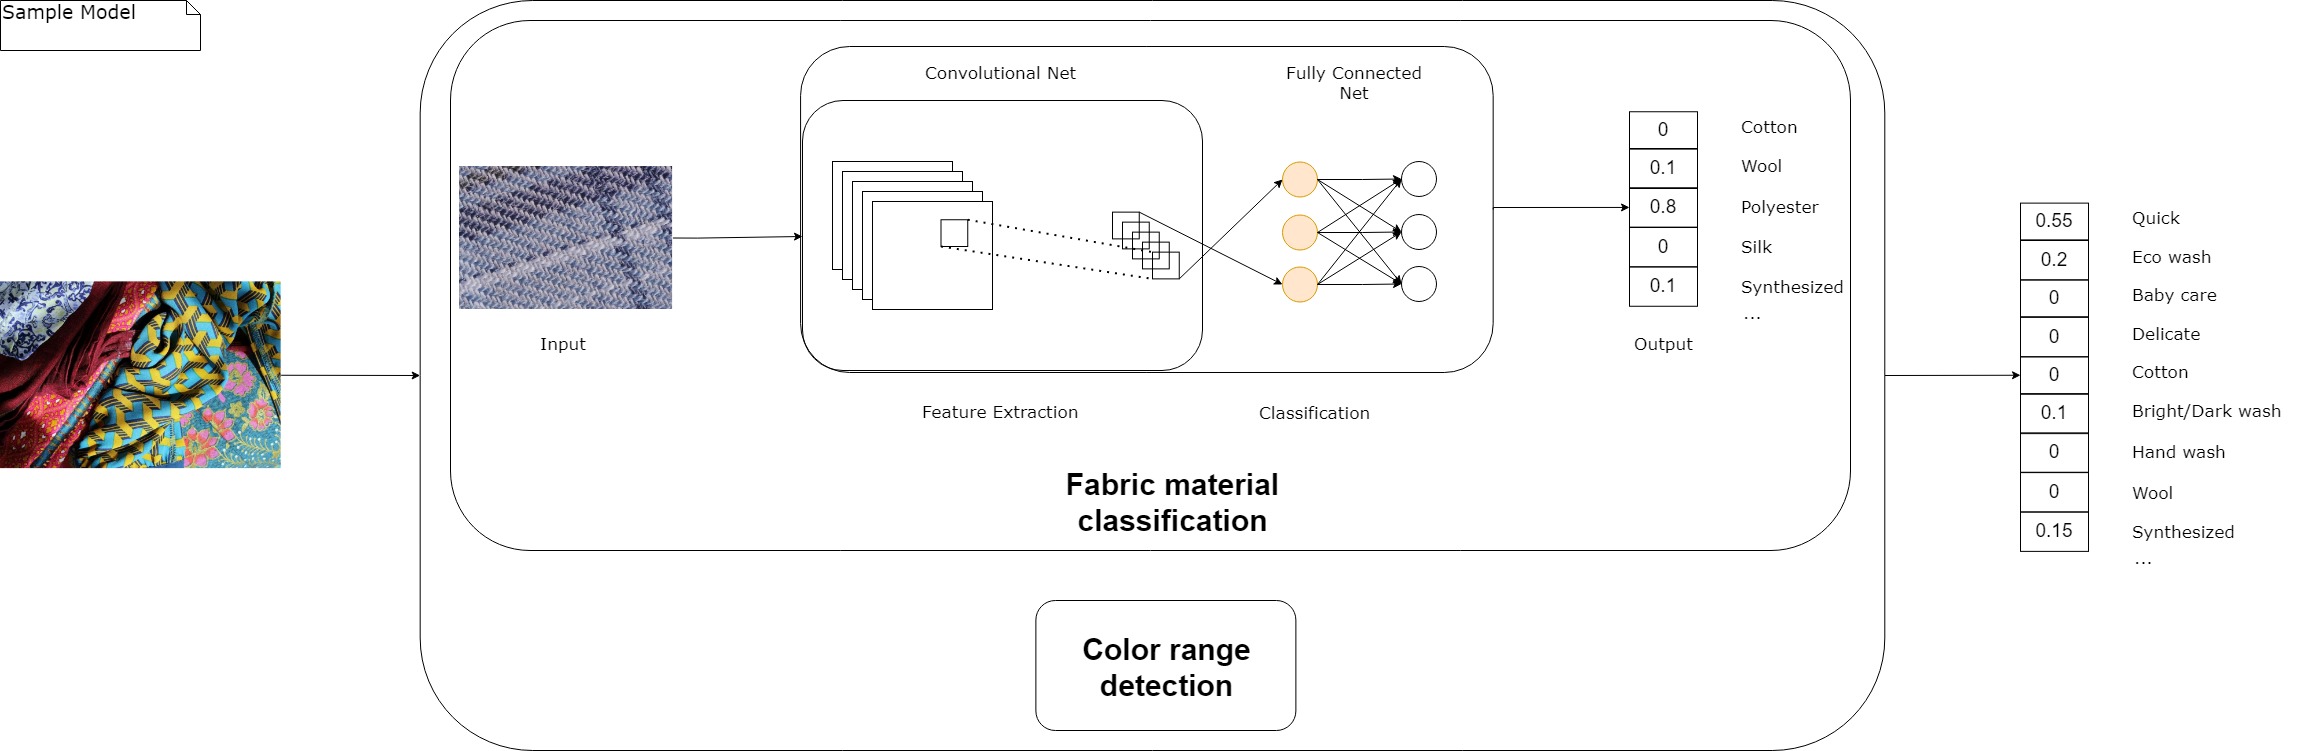 Sample Model
Convolutional Net
Fully Connected
Net
Input
Feature Extraction
Classification
0
Cotton
0.1
Wool
0.8
Polyester
0
Silk
0.1
Synthesized
...
Output
Fabric material
classification
Color range
detection
0.55
Quick
0.2
Eco wash
0
Baby care
0
Delicate
0
Cotton
0.1
Bright/Dark wash
0
Hand wash
0
Wool
0.15
Synthesized
...